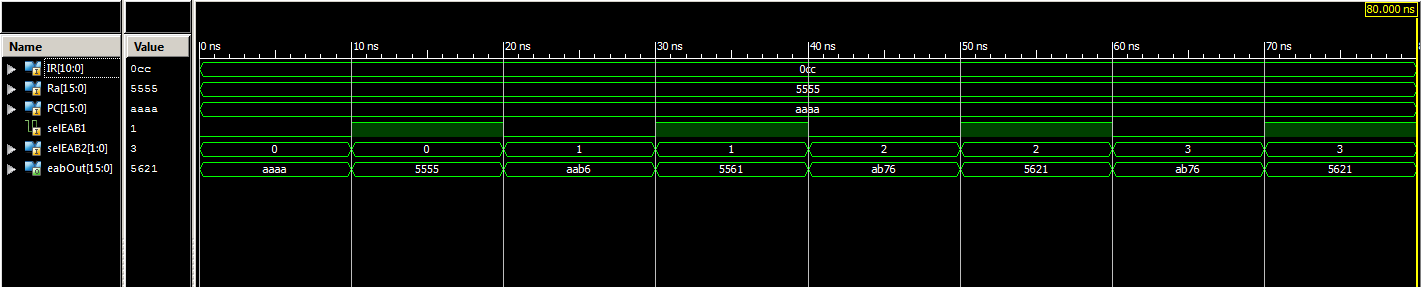 80.000 ns
Name Value
0 ns 10 ns 20 ns 30 ns 40 ns 50 ns 60 ns 70 ns
IR[10:0] 0cc 0cc
Ra[15:0] 5555 5555
PC[15:0] aaaa aaaa
selEAB1 1
selEAB2[1:0] 3 0 0 1 1 2 2 3 3
eabOut[15:0] 5621 aaaa 5555 aab6 5561 ab76 5621 ab76 5621